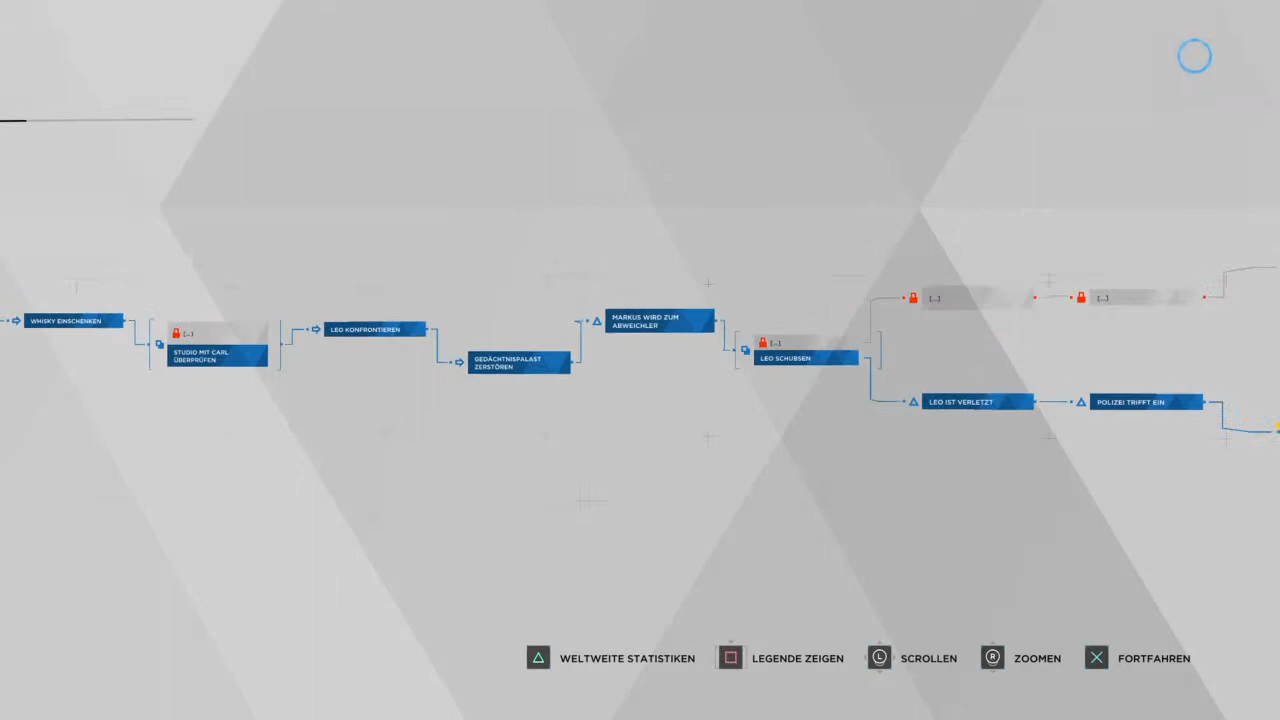 WHISKY EINSCHENKEN
[...]
STUDIO MIT CARL
ÜBERPRÜFEN
LEO KONFRONTIEREN
GEDÄCHTNISPALAST
ZERSTÖREN
MARKUS WIRD ZUM
ABWEICHLER
[...]
LEO SCHUBSEN
[...]
[...]
LEO IST VERLETZT
POLIZEI TRIFFT EIN
WELTWEITE STATISTIKEN
LEGENDE ZEIGEN
L
SCROLLEN
R
ZOOMEN
FORTFAHREN